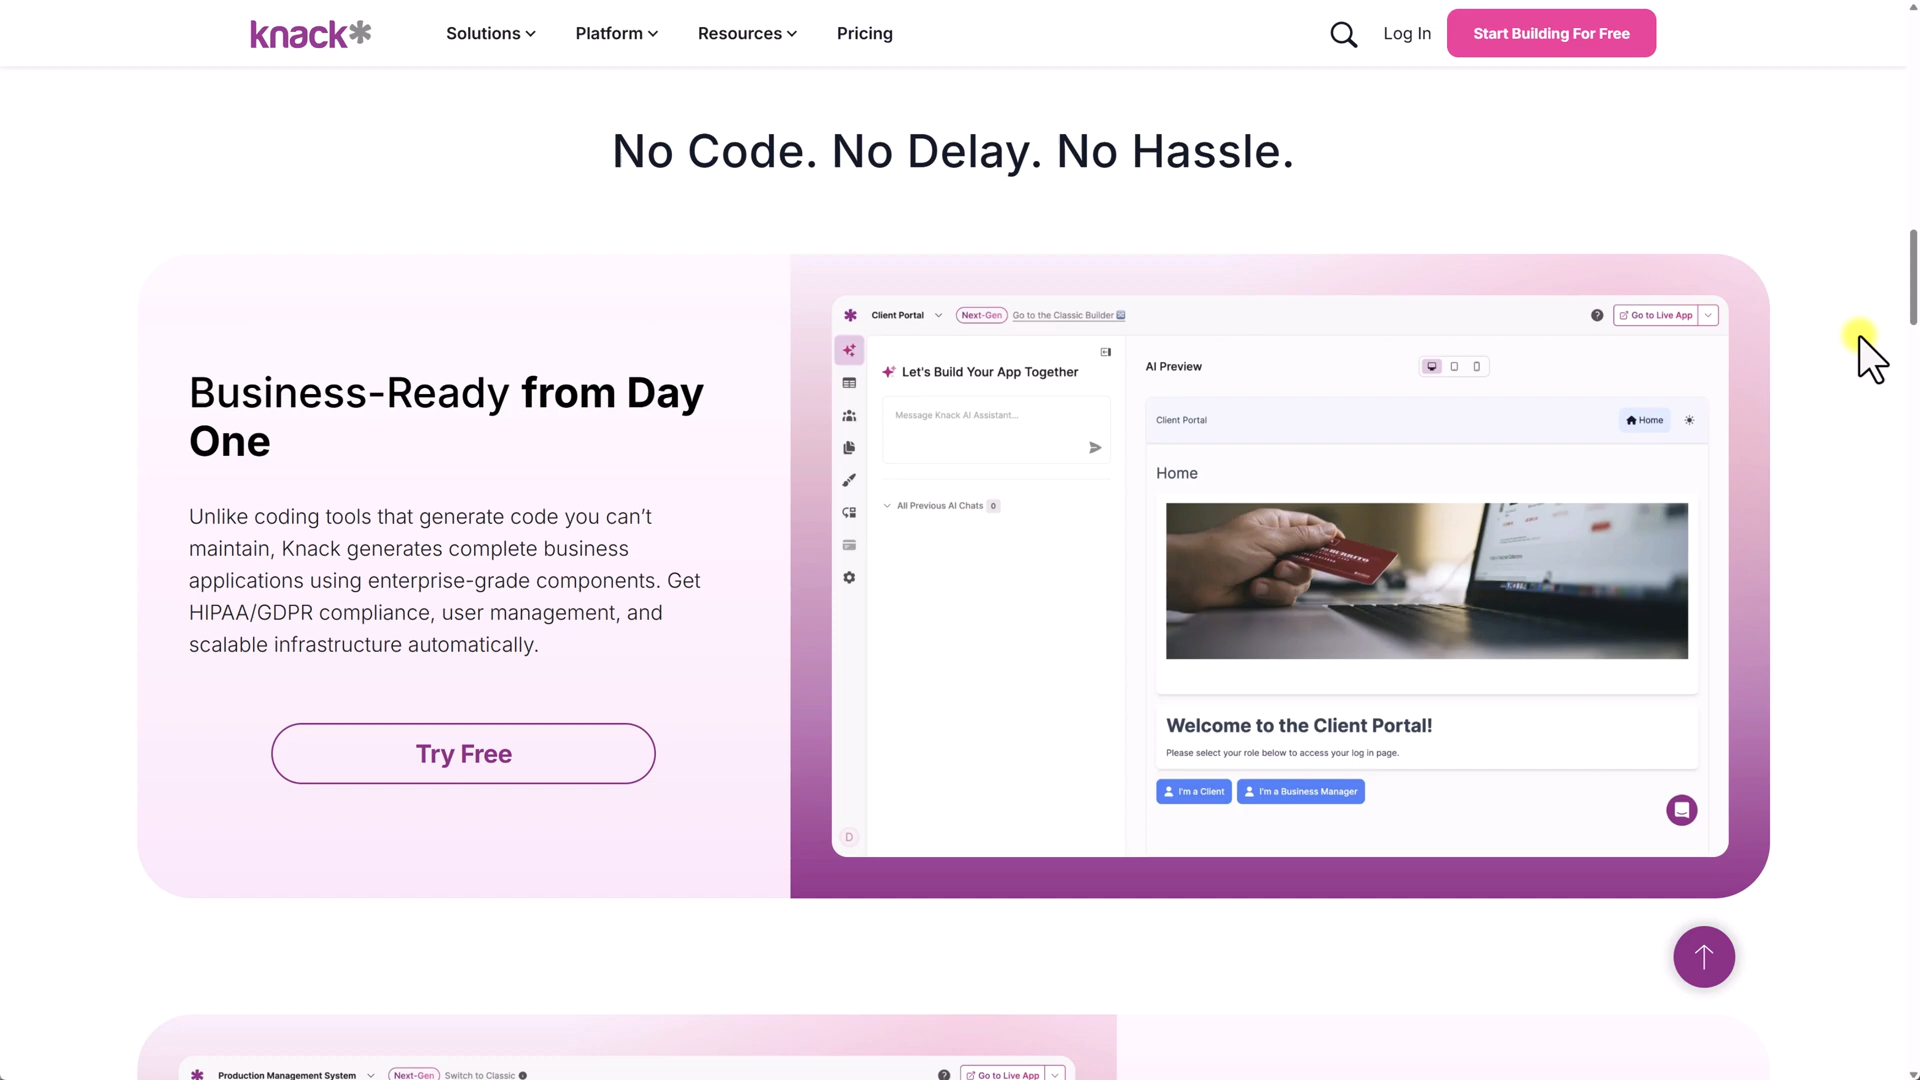 knack*
Solutions
Platform
Resources
Pricing
Log In
Start Building For Free
No Code. No Delay. No Hassle.
Business-Ready from Day
One
Unlike coding tools that generate code you can’t
maintain, Knack generates complete business
applications using enterprise-grade components. Get
HIPAA/GDPR compliance, user management, and
scalable infrastructure automatically.
Try Free
Client Portal
Next-Gen
Go to the Classic Builder
?
Go to Live App
Let's Build Your App Together
Message Knack AI Assistant...
All Previous AI Chats 0
D
AI Preview
Client Portal
Home
Home
BURRITO
Welcome to the Client Portal!
Please select your role below to access your log in page.
I'm a Client
I'm a Business Manager
Production Management System
Next-Gen
Switch to Classic
?
Go to Live App